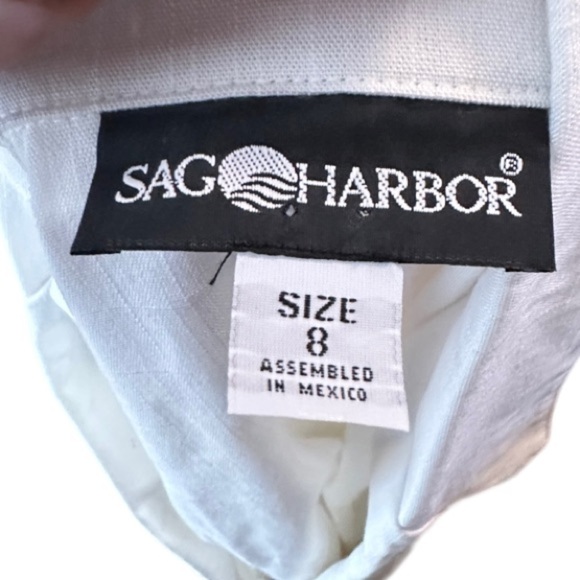 SAG HARBOR®
SIZE
8
ASSEMBLED
IN MEXICO